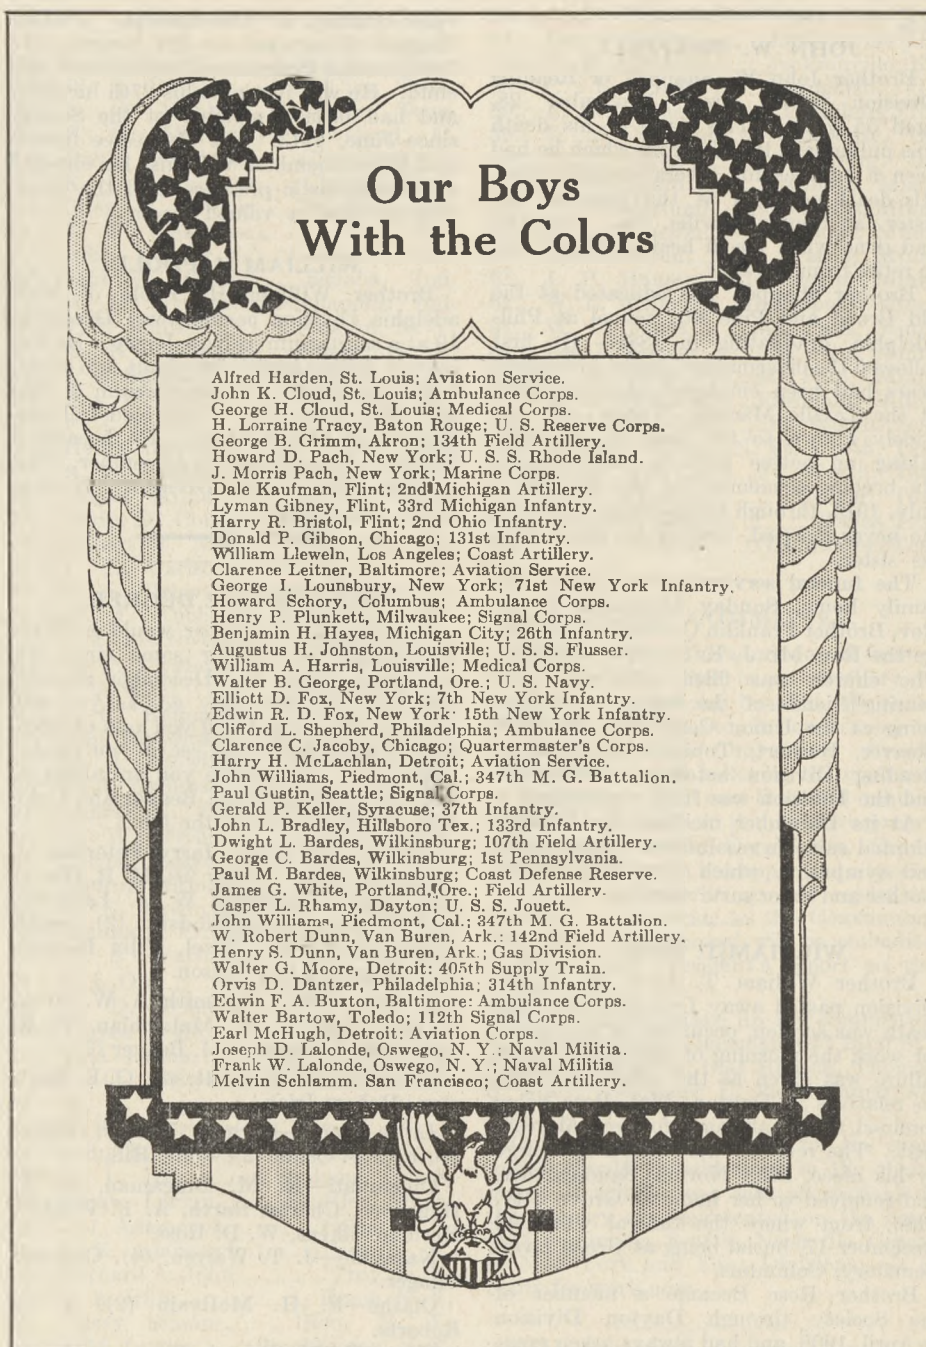 Our Boys
With the Colors
Alfred Harden, St. Louis; Aviation Service.
John K. Cloud, St. Louis; Ambulance Corps.
George H. Cloud, St. Louis; Medical Corps.
H. Lorraine Tracy, Baton Rouge; U. S. Reserve Corps.
George B. Grimm, Akron; 134th Field Artillery.
Howard D. Pach, New York; U. S. S. Rhode Island.
J. Morris Pach, New York; Marine Corps.
Dale Kaufman, Flint; 2nd Michigan Artillery.
Lyman Gibney, Flint, 33rd Michigan Infantry.
Harry R. Bristol, Flint; 2nd Ohio Infantry.
Donald P. Gibson, Chicago; 131st Infantry.
William Lleweln, Los Angeles; Coast Artillery.
Clarence Leitner, Baltimore; Aviation Service.
George I. Lounsbury, New York; 71st New York Infantry.
Howard Schory, Columbus; Ambulance Corps.
Henry P. Plunkett, Milwaukee; Signal Corps.
Benjamin H. Hayes, Michigan City; 26th Infantry.
Augustus H. Johnston, Louisville; U. S. S. Flusser.
William A. Harris, Louisville; Medical Corps.
Walter B. George, Portland, Ore.; U. S. Navy.
Elliott D. Fox, New York; 7th New York Infantry.
Edwin R. D. Fox, New York· 15th New York Infantry.
Clifford L. Shepherd, Philadelphia; Ambulance Corps.
Clarence C. Jacoby, Chicago; Quartermaster's Corps.
Harry H. McLachlan, Detroit; Aviation Service.
John Williams, Piedmont, Cal.; 347th M. G. Battalion.
Paul Gustin, Seattle; Signal Corps.
Gerald P. Keller, Syracuse; 37th Infantry.
John L. Bradley, Hillsboro Tex.; 133rd Infantry.
Dwight L. Bardes, Wilkinsburg; 107th Field Artillery.
George C. Bardes, Wilkinsburg; 1st Pennsylvania.
Paul M. Bardes, Wilkinsburg; Coast Defense Reserve.
James G. White, Portland, Ore.; Field Artillery.
Casper L. Rhamy, Dayton; U. S. S. Jouett.
John Williams, Piedmont, Cal.; 347th M. G. Battalion.
W. Robert Dunn, Van Buren, Ark.: 142nd Field Artillery.
Henry S. Dunn, Van Buren, Ark.; Gas Division.
Walter G. Moore, Detroit: 405th Supply Train.
Orvis D. Dantzer, Philadelphia; 314th Infantry.
Edwin F. A. Buxton, Baltimore: Ambulance Corps.
Walter Bartow, Toledo; 112th Signal Corps.
Earl McHugh, Detroit: Aviation Corps.
Joseph D. Lalonde, Oswego, N. Y.; Naval Militia.
Frank W. Lalonde, Oswego, N. Y.; Naval Militia
Melvin Schlamm. San Francisco; Coast Artillery.